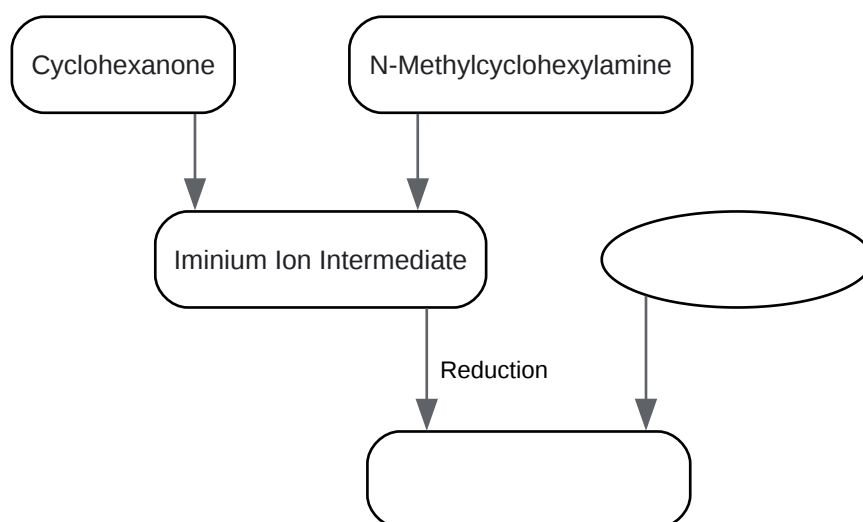 Cyclohexanone
N-Methylcyclohexylamine
Iminium Ion Intermediate
Reduction